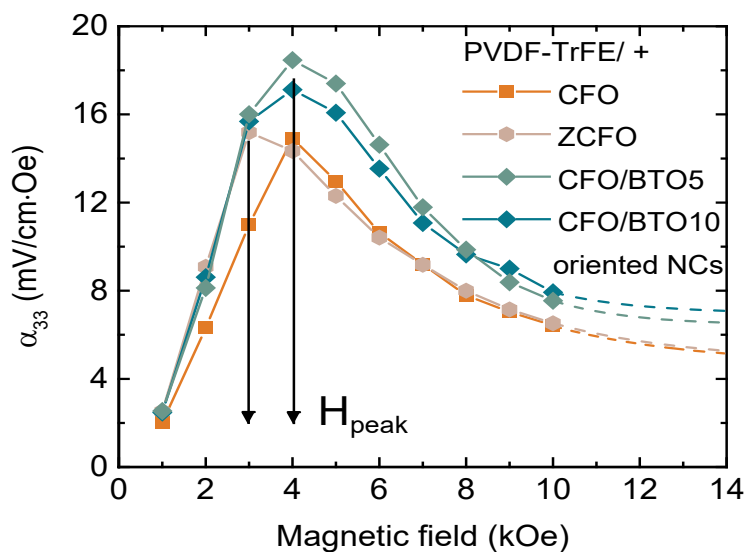 20
16
12
8
4
0
α₃₃ (mV/cm·Oe)
PVDF-TrFE/ +
CFO
ZCFO
CFO/BTO5
CFO/BTO10
oriented NCs
H_peak
0 2 4 6 8 10 12 14
Magnetic field (kOe)